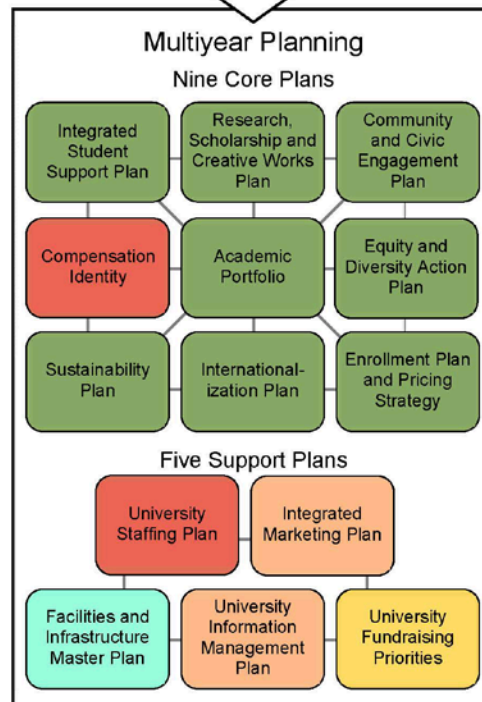 Multiyear Planning
Nine Core Plans
Integrated
Student
Support Plan
Research,
Scholarship and
Creative Works
Plan
Community
and Civic
Engagement
Plan
Compensation
Identity
Academic
Portfolio
Equity and
Diversity Action
Plan
Sustainability
Plan
International-
ization Plan
Enrollment Plan
and Pricing
Strategy
Five Support Plans
University
Staffing Plan
Integrated
Marketing Plan
Facilities and
Infrastructure
Master Plan
University
Information
Management
Plan
University
Fundraising
Priorities